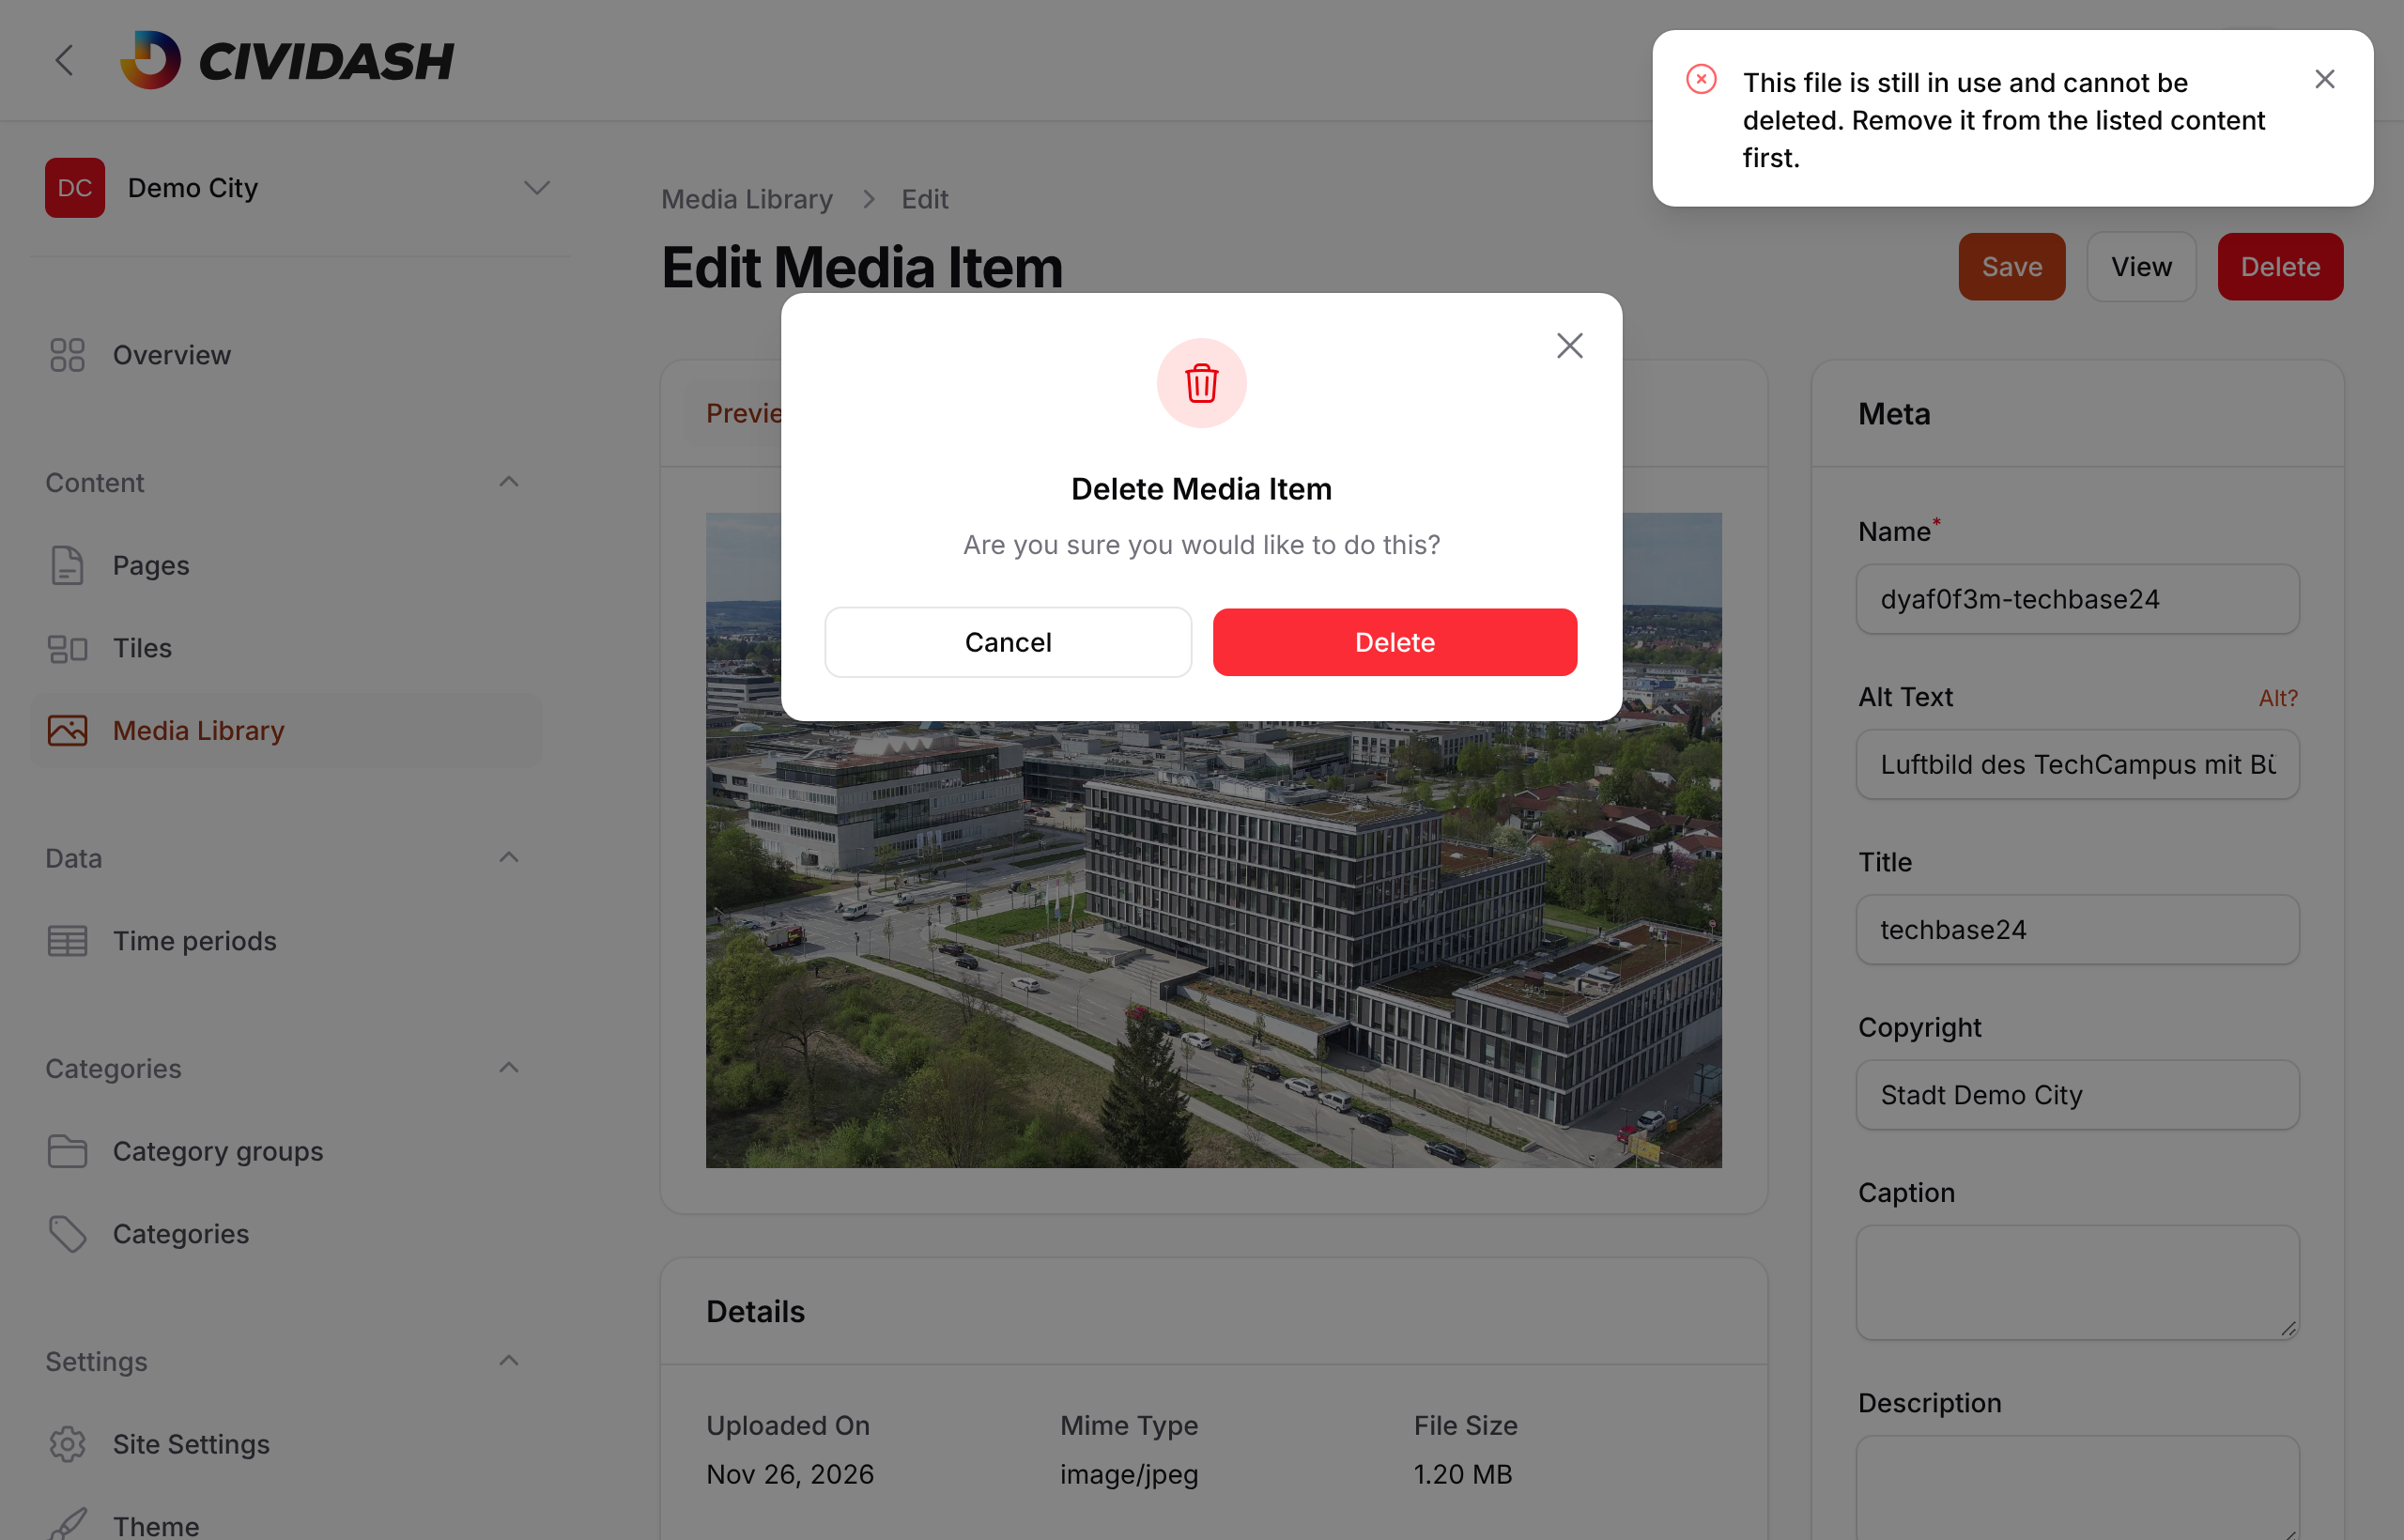 CIVIDASH
This file is still in use and cannot be
deleted. Remove it from the listed content
first.
DC
Demo City
Media Library
Edit
Edit Media Item
Save
View
Delete
Overview
Content
Pages
Tiles
Media Library
Data
Time periods
Categories
Category groups
Categories
Settings
Site Settings
Theme
Delete Media Item
Are you sure you would like to do this?
Cancel
Delete
Details
Uploaded On
Mime Type
File Size
Nov 26, 2026
image/jpeg
1.20 MB
Meta
Name*
dyaf0f3m-techbase24
Alt Text
Alt?
Luftbild des TechCampus mit
Title
techbase24
Copyright
Stadt Demo City
Caption
Description